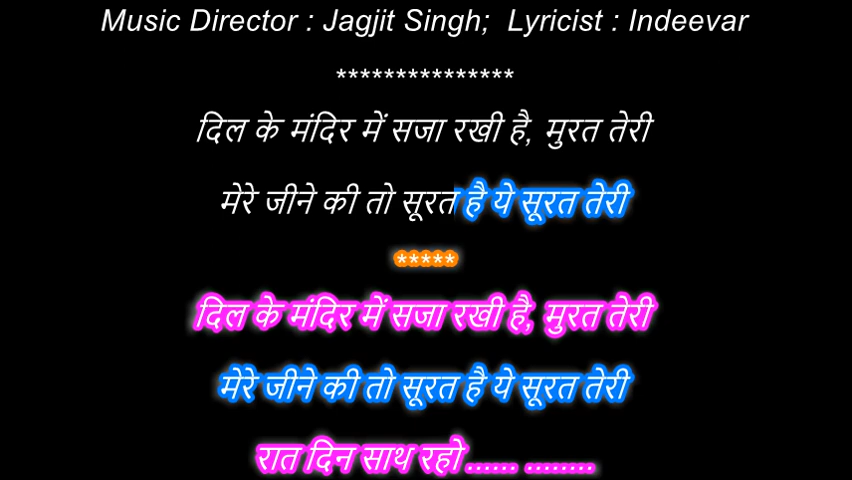 Music Director : Jagjit Singh;  Lyricist : Indeevar
***************
दिल के मंदिर में सजा रखी है, मुरत तेरी
मेरे जीने की तो सूरत है ये सूरत तेरी
*****
दिल के मंदिर में सजा रखी है, मुरत तेरी
मेरे जीने की तो सूरत है ये सूरत तेरी
रात दिन साथ रहो ...... ........